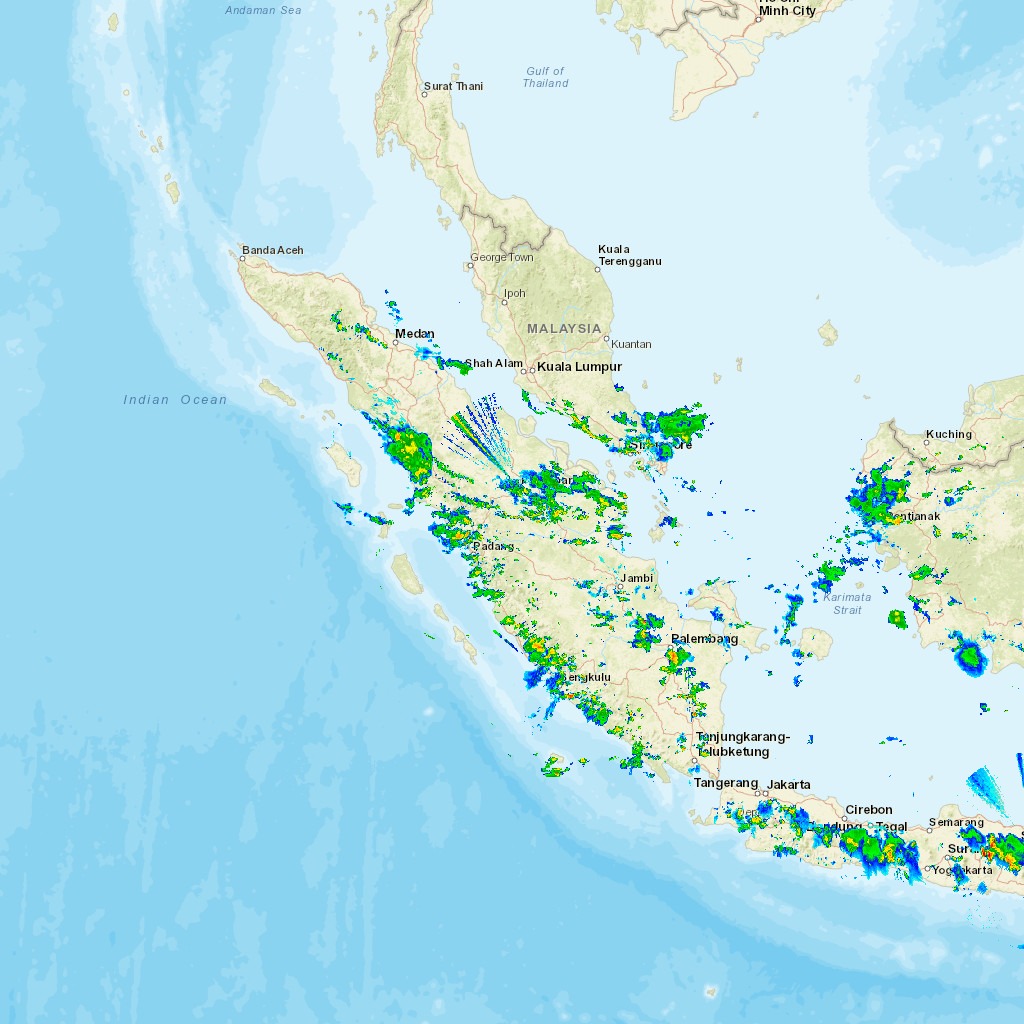 Andaman Sea
Minh City
Gulf of
Thailand
Surat Thani
Banda Aceh
George Town
Kuala
Terengganu
Ipoh
MALAYSIA
Medan
Kuantan
Shah Alam
Kuala Lumpur
Indian Ocean
Kuching
Padang
Jambi
Karimata
Strait
Palembang
Tanjungkarang-
Telubketung
Tangerang
Jakarta
Cirebon
Bandung
Tegal
Semarang
Yogyakarta